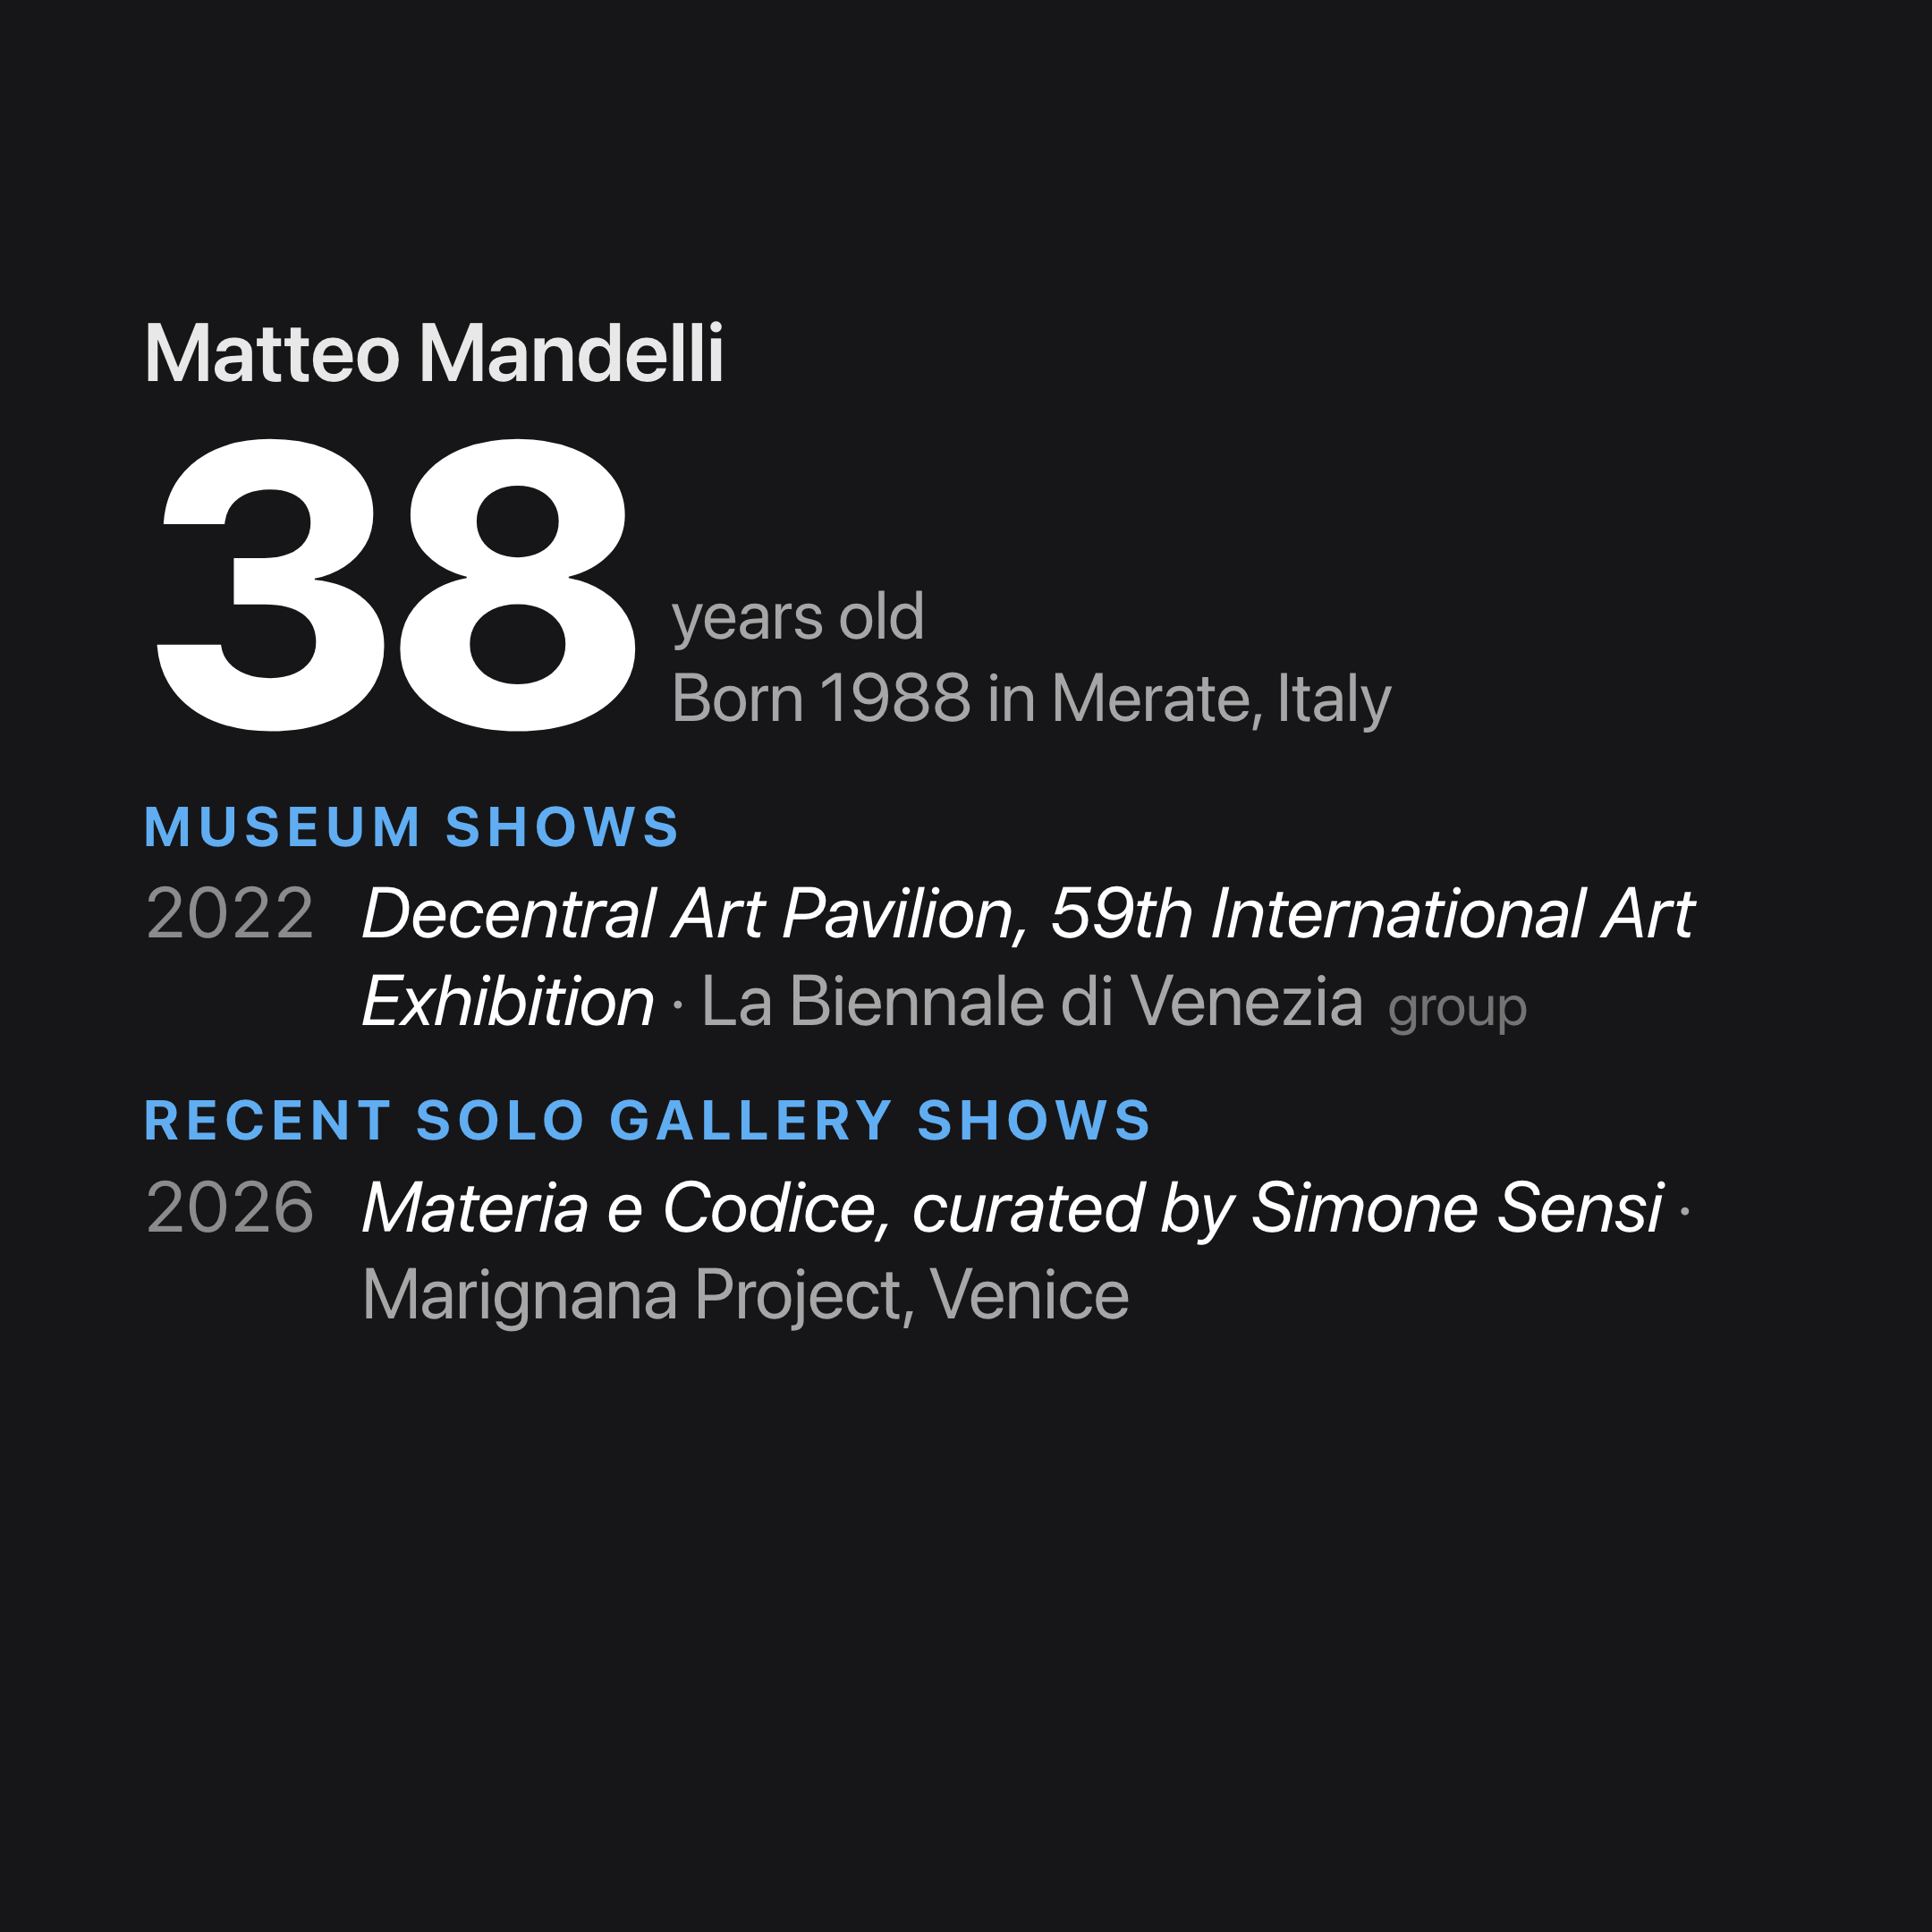 Matteo Mandelli
38 years old
Born 1988 in Merate, Italy
MUSEUM SHOWS
2022 Decentral Art Pavilion, 59th International Art
Exhibition · La Biennale di Venezia group
RECENT SOLO GALLERY SHOWS
2026 Materia e Codice, curated by Simone Sensi ·
Marignana Project, Venice